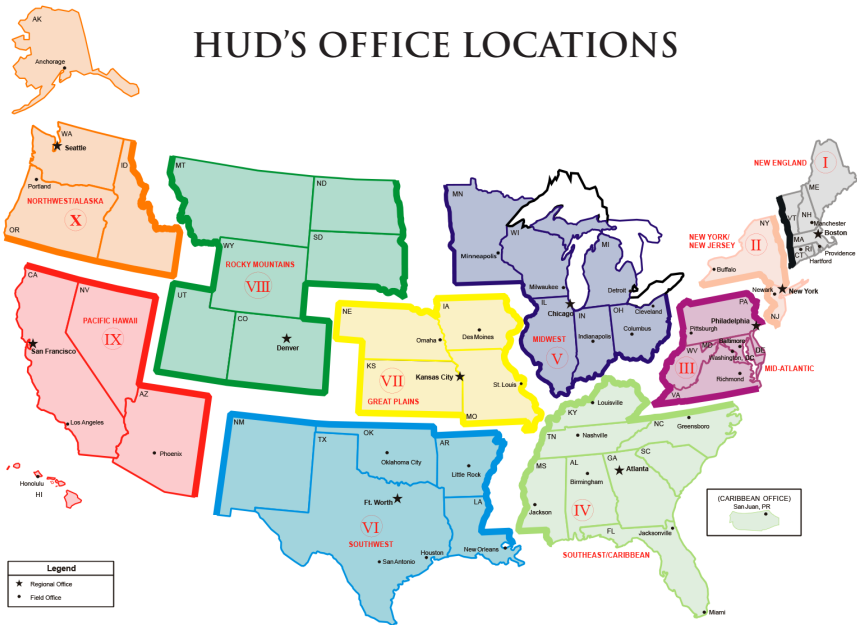 HUD'S OFFICE LOCATIONS
AK
Anchorage
WA
Seattle
ID
Portland
NORTHWEST/ALASKA
X
OR
MT
ND
SD
WY
ROCKY MOUNTAINS
VIII
UT
CO
Denver
CA
NV
PACIFIC HAWAII
IX
San Francisco
AZ
Los Angeles
Phoenix
Honolulu
HI
NE
IA
Omaha
Des Moines
KS
VII
Kansas City
St. Louis
GREAT PLAINS
MO
MN
WI
MI
Minneapolis
Milwaukee
Detroit
IL
Chicago
IN
OH
Cleveland
Columbus
Indianapolis
MIDWEST
V
NEW ENGLAND
I
ME
VT
NH
Manchester
Boston
MA
RI
Providence
CT
Hartford
NY
NEW YORK/
NEW JERSEY
II
Buffalo
Newark
New York
NJ
PA
Philadelphia
Pittsburgh
MD
Baltimore
WV
DE
Washington, DC
III
MID-ATLANTIC
Richmond
VA
NM
TX
OK
AR
Oklahoma City
Little Rock
LA
Ft. Worth
VI
SOUTHWEST
Houston
New Orleans
San Antonio
KY
Louisville
TN
Nashville
NC
Greensboro
SC
MS
AL
GA
Atlanta
Birmingham
Jackson
IV
FL
Jacksonville
SOUTHEAST/CARIBBEAN
Miami
(CARIBBEAN OFFICE)
San Juan, PR
Legend
Regional Office
Field Office